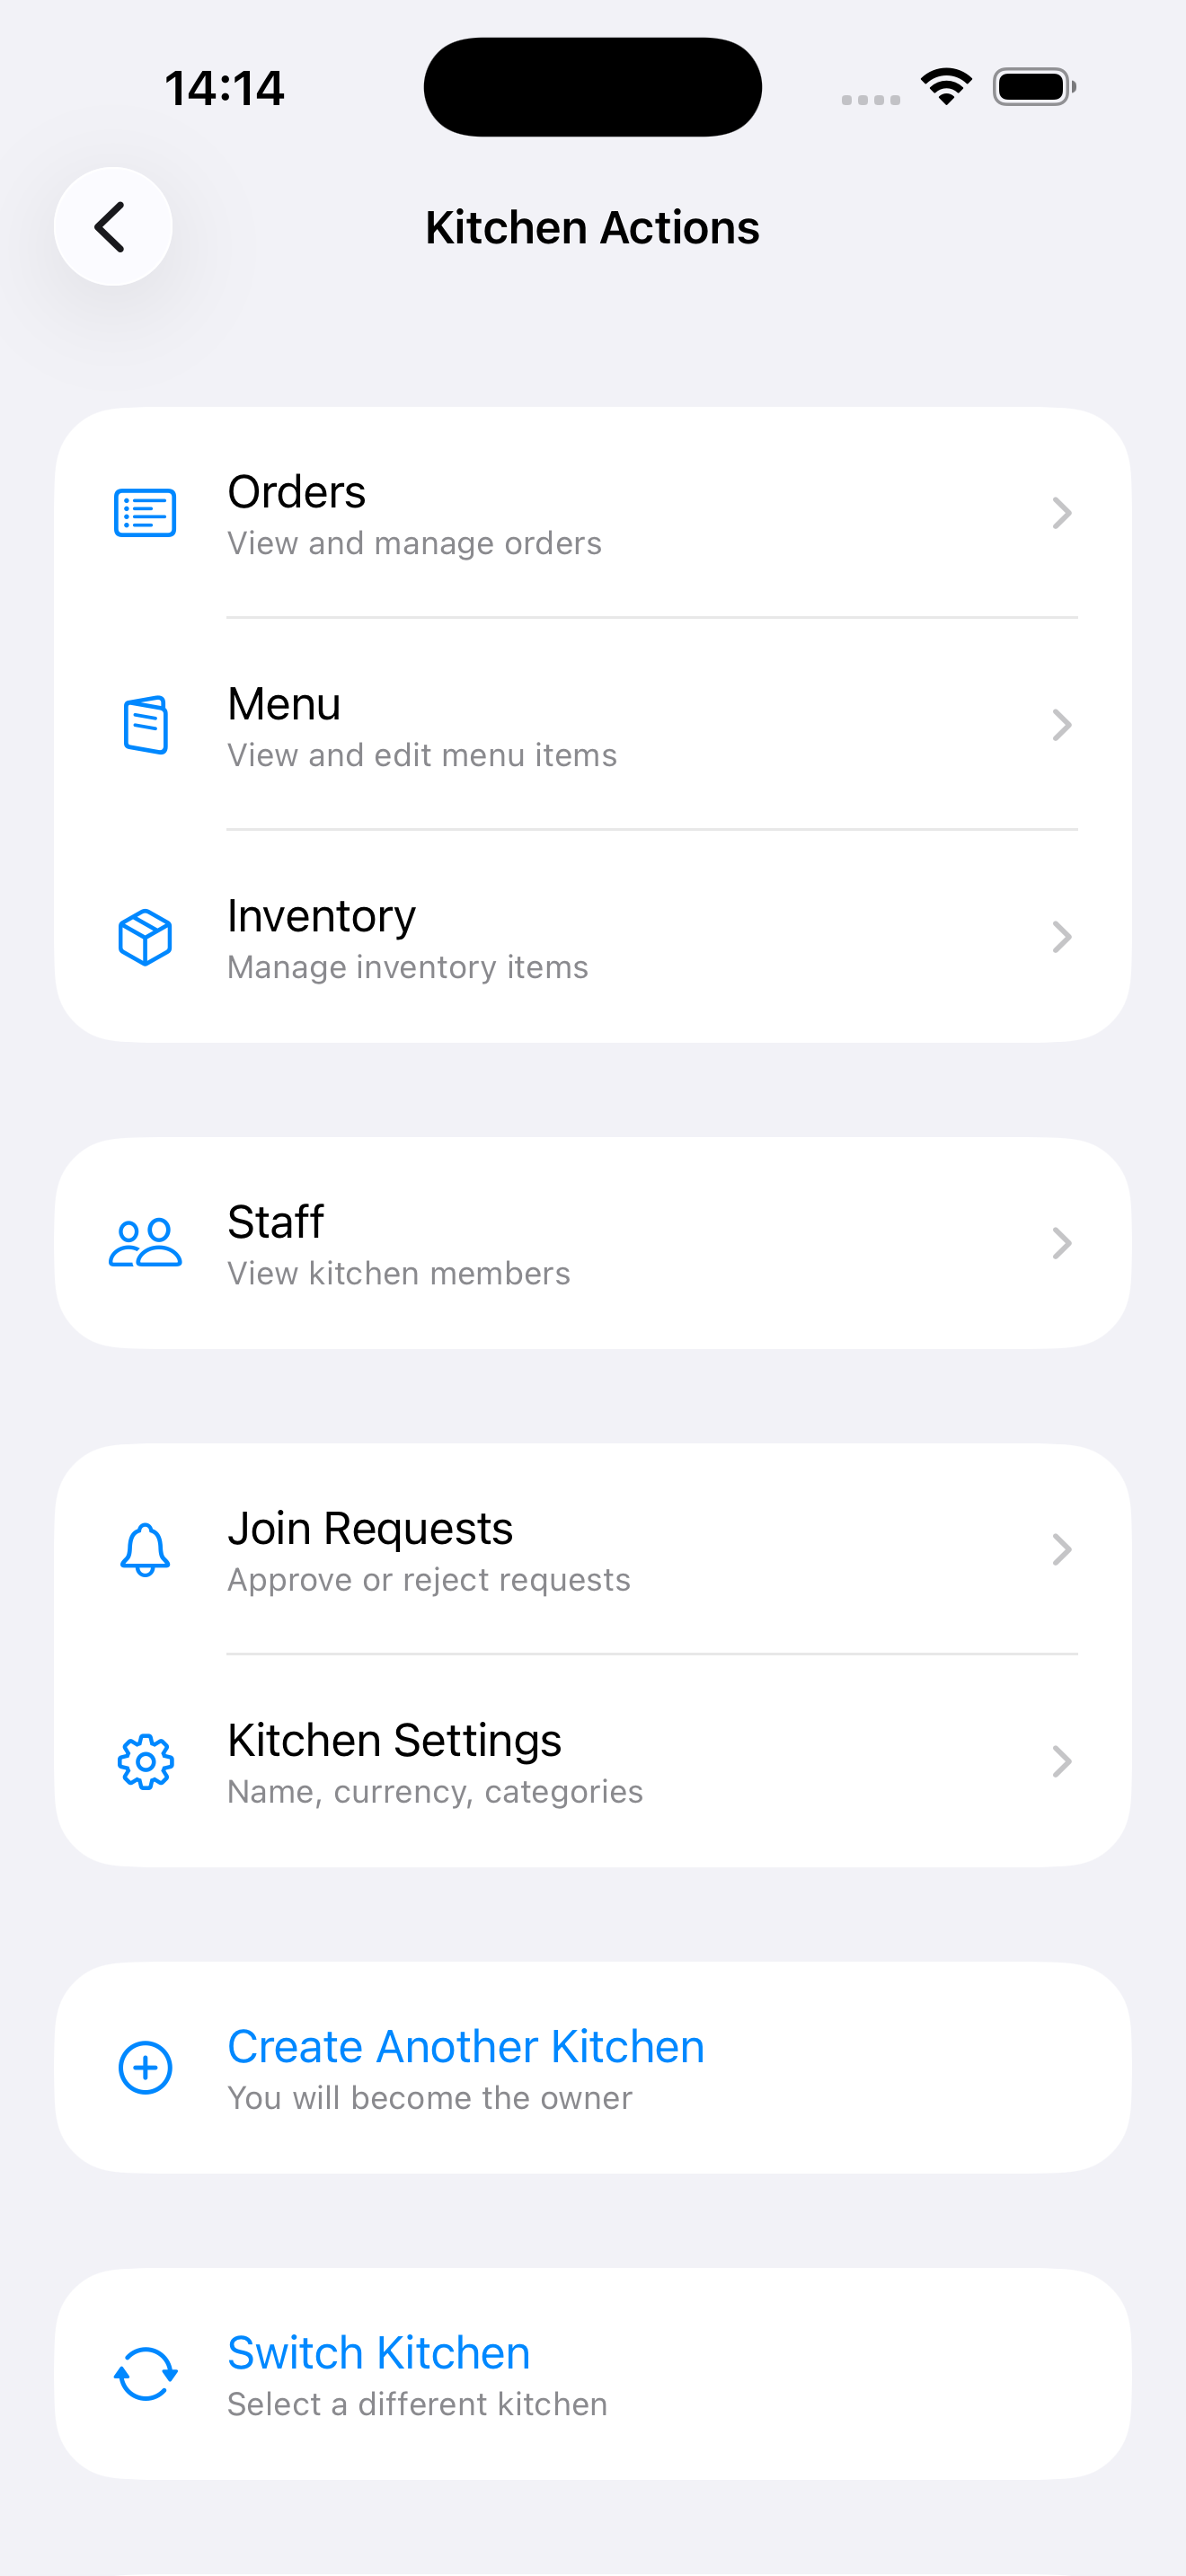 14:14
Kitchen Actions
Orders
View and manage orders
Menu
View and edit menu items
Inventory
Manage inventory items
Staff
View kitchen members
Join Requests
Approve or reject requests
Kitchen Settings
Name, currency, categories
Create Another Kitchen
You will become the owner
Switch Kitchen
Select a different kitchen